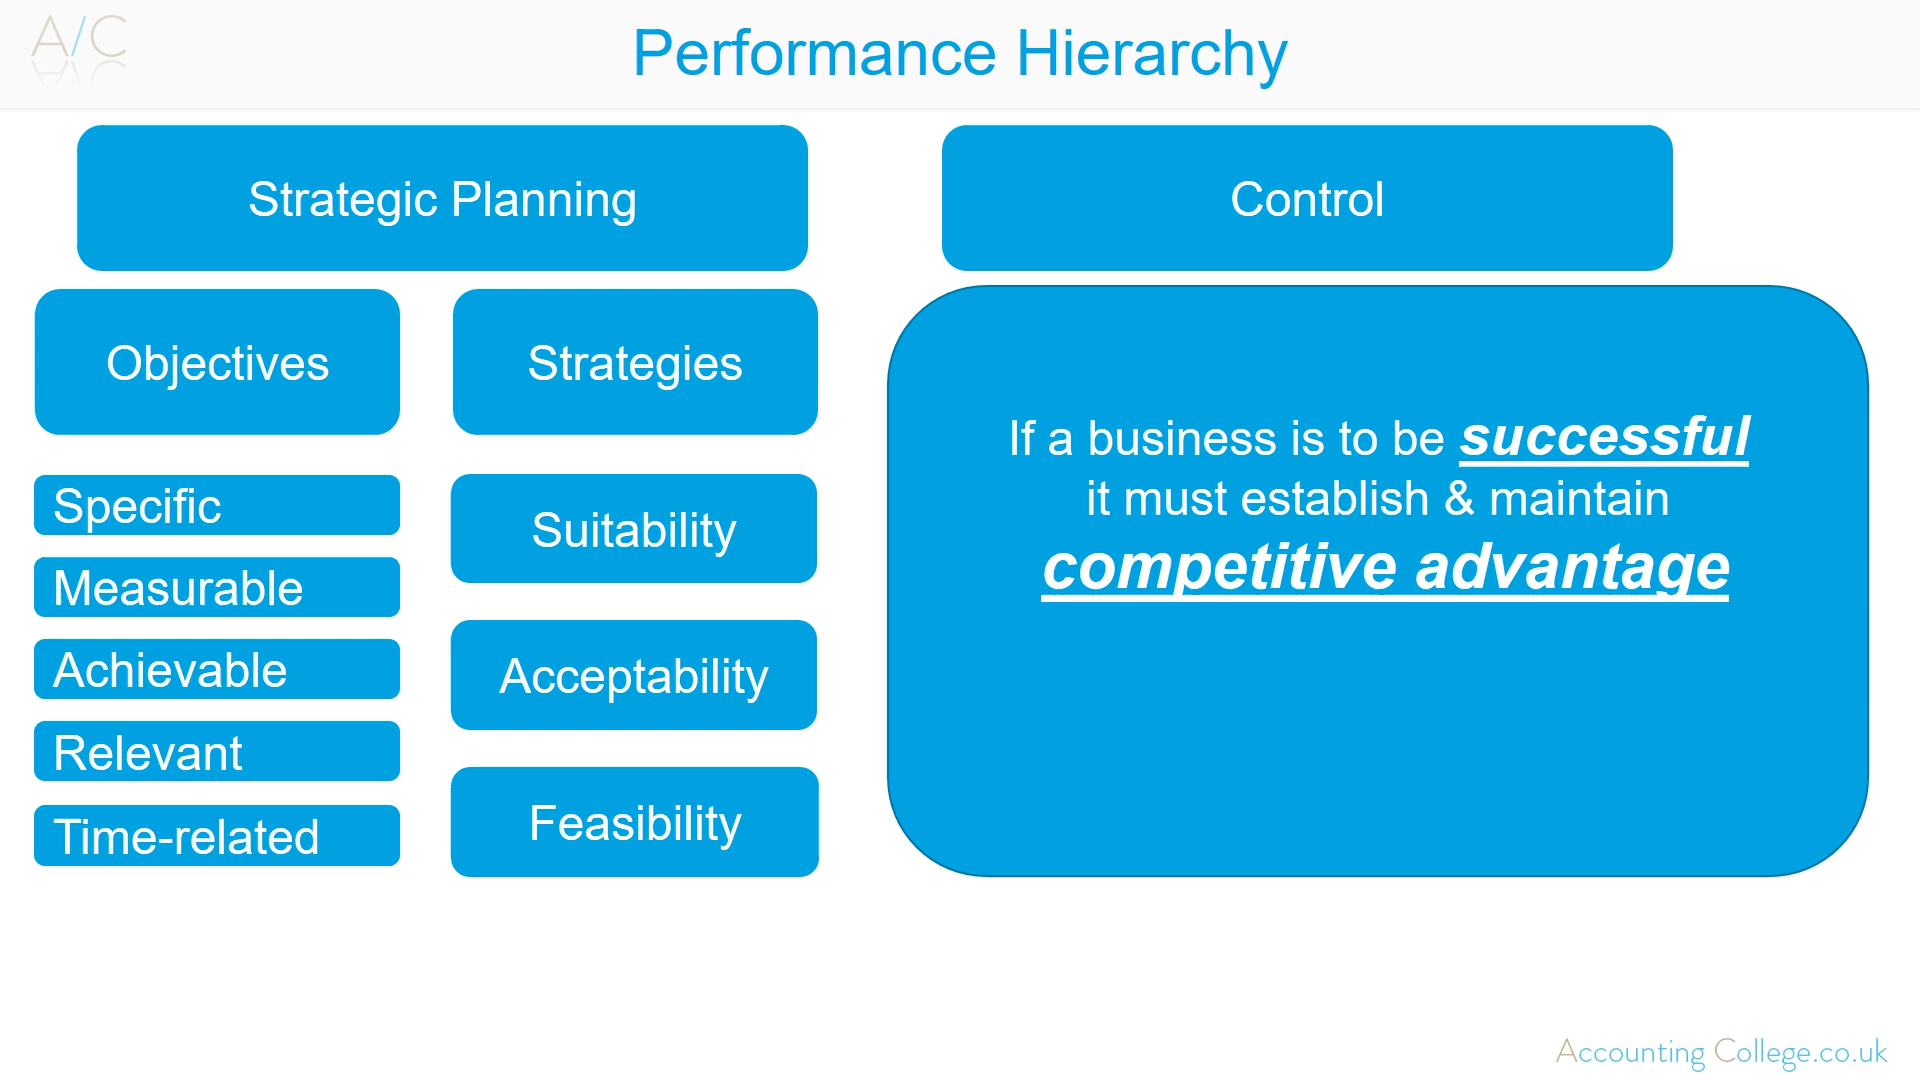 A/C
Performance Hierarchy
Strategic Planning
Objectives
Strategies
Specific
Measurable
Achievable
Relevant
Time-related
Suitability
Acceptability
Feasibility
Control
If a business is to be successful
it must establish & maintain
competitive advantage
Accounting College.co.uk